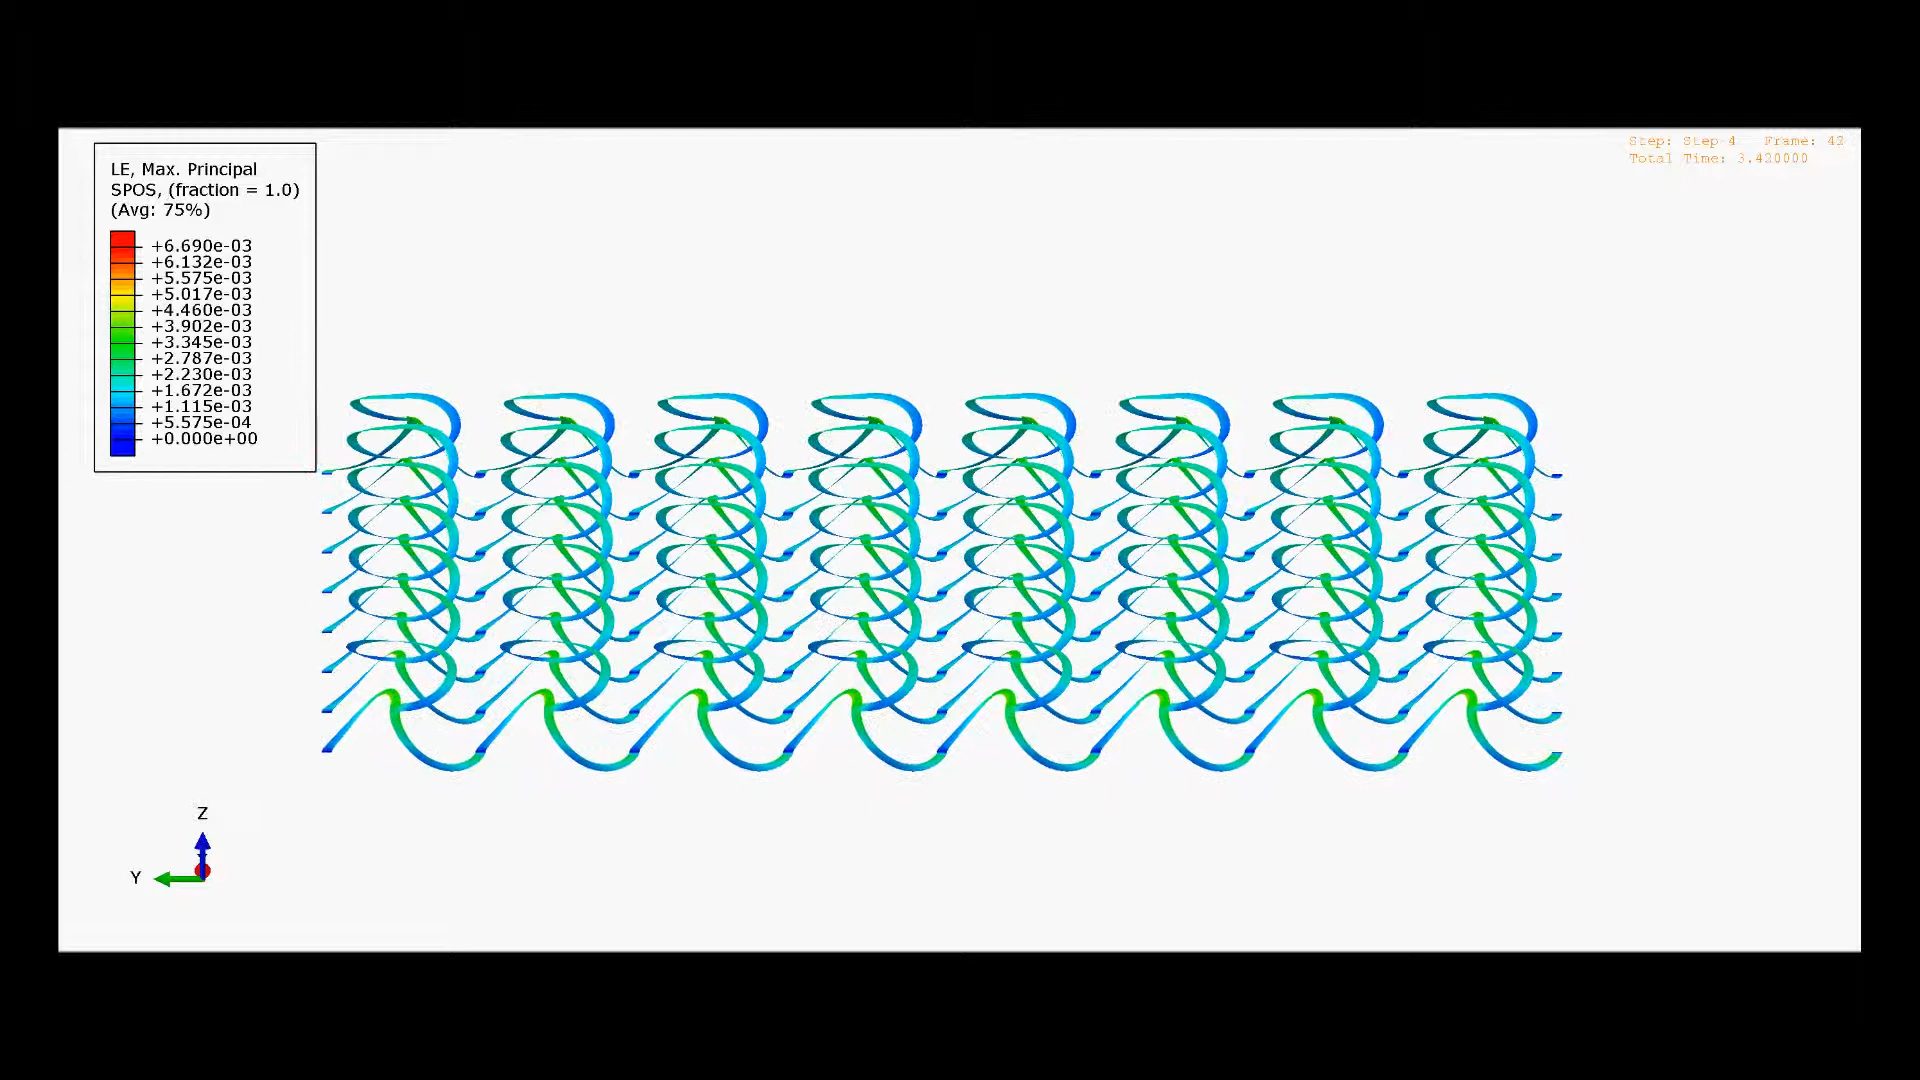 LE, Max. Principal
SPOS, (fraction = 1.0)
(Avg: 75%)
+6.690e-03
+6.132e-03
+5.575e-03
+5.017e-03
+4.460e-03
+3.902e-03
+3.345e-03
+2.787e-03
+2.230e-03
+1.672e-03
+1.115e-03
+5.575e-04
+0.000e+00
Step: Step-4 Frame: 42
Total Time: 3.420000
Z
Y